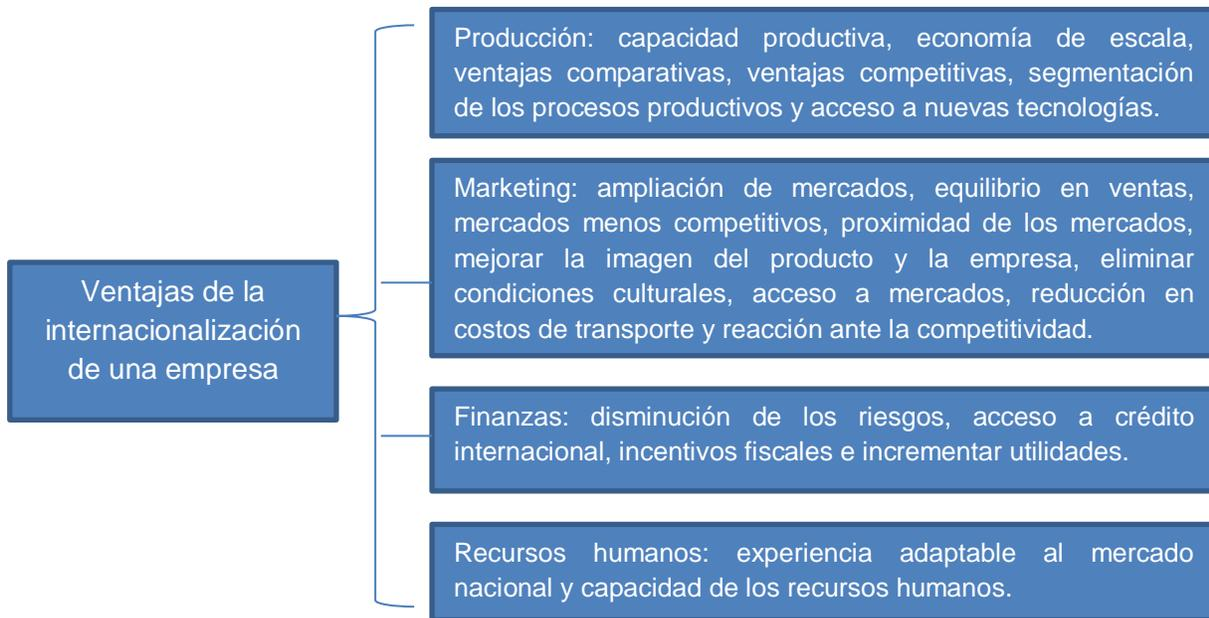 Ventajas de la
internacionalización
de una empresa
Producción: capacidad productiva, economía de escala,
ventajas comparativas, ventajas competitivas, segmentación
de los procesos productivos y acceso a nuevas tecnologías.
Marketing: ampliación de mercados, equilibrio en ventas,
mercados menos competitivos, proximidad de los mercados,
mejorar la imagen del producto y la empresa, eliminar
condiciones culturales, acceso a mercados, reducción en
costos de transporte y reacción ante la competitividad.
Finanzas: disminución de los riesgos, acceso a crédito
internacional, incentivos fiscales e incrementar utilidades.
Recursos humanos: experiencia adaptable al mercado
nacional y capacidad de los recursos humanos.